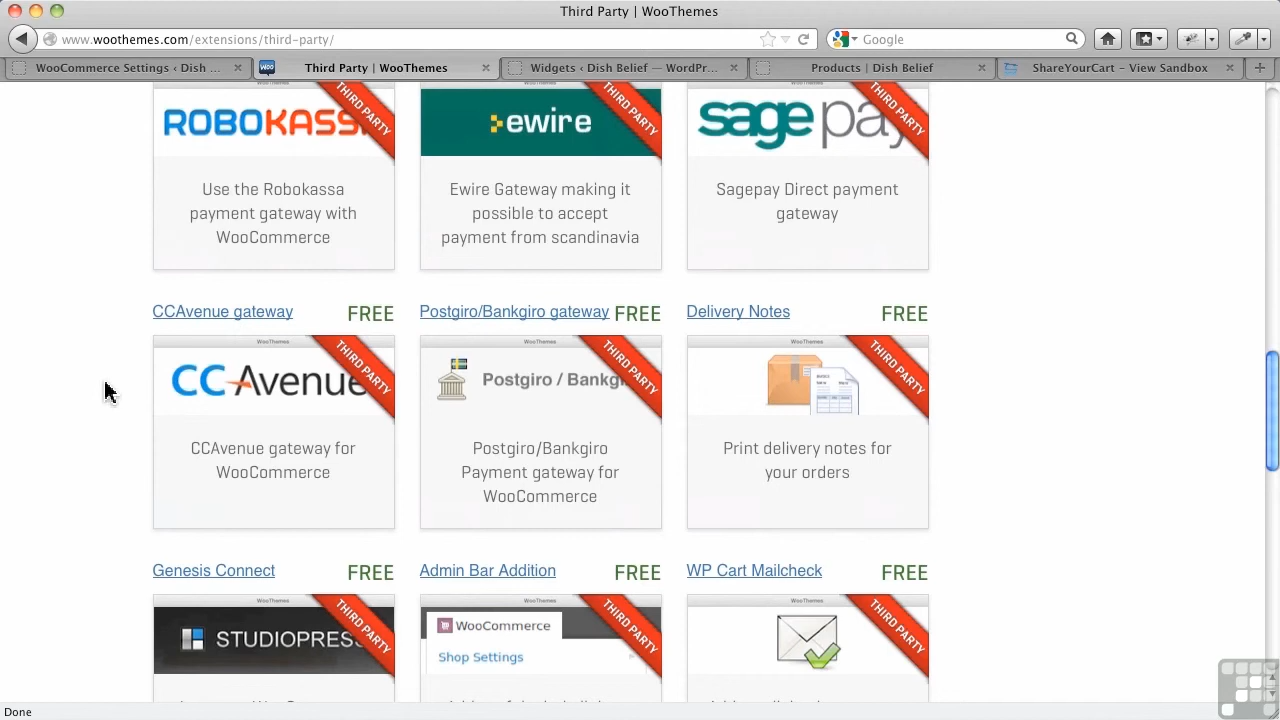 Third Party | WooThemes
www.woothemes.com/extensions/third-party/
Google
WooCommerce Settings ‹ Dish ...
Third Party | WooThemes
Widgets ‹ Dish Belief — WordPr...
Products | Dish Belief
ShareYourCart - View Sandbox
ROBOKASS
THIRD PARTY
ewire
THIRD PARTY
sage pay
THIRD PARTY
Use the Robokassa
payment gateway with
WooCommerce
Ewire Gateway making it
possible to accept
payment from scandinavia
Sagepay Direct payment
gateway
CCAvenue gateway FREE
Postgiro/Bankgiro gateway FREE
Delivery Notes FREE
WooThemes
WooThemes
WooThemes
CCAvenue
THIRD PARTY
Postgiro / Bankg
THIRD PARTY
THIRD PARTY
CCAvenue gateway for
WooCommerce
Postgiro/Bankgiro
Payment gateway for
WooCommerce
Print delivery notes for
your orders
Genesis Connect FREE
Admin Bar Addition FREE
WP Cart Mailcheck FREE
WooThemes
WooThemes
WooThemes
STUDIOPRES
THIRD PARTY
WooCommerce
Shop Settings
THIRD PARTY
THIRD PARTY
Done